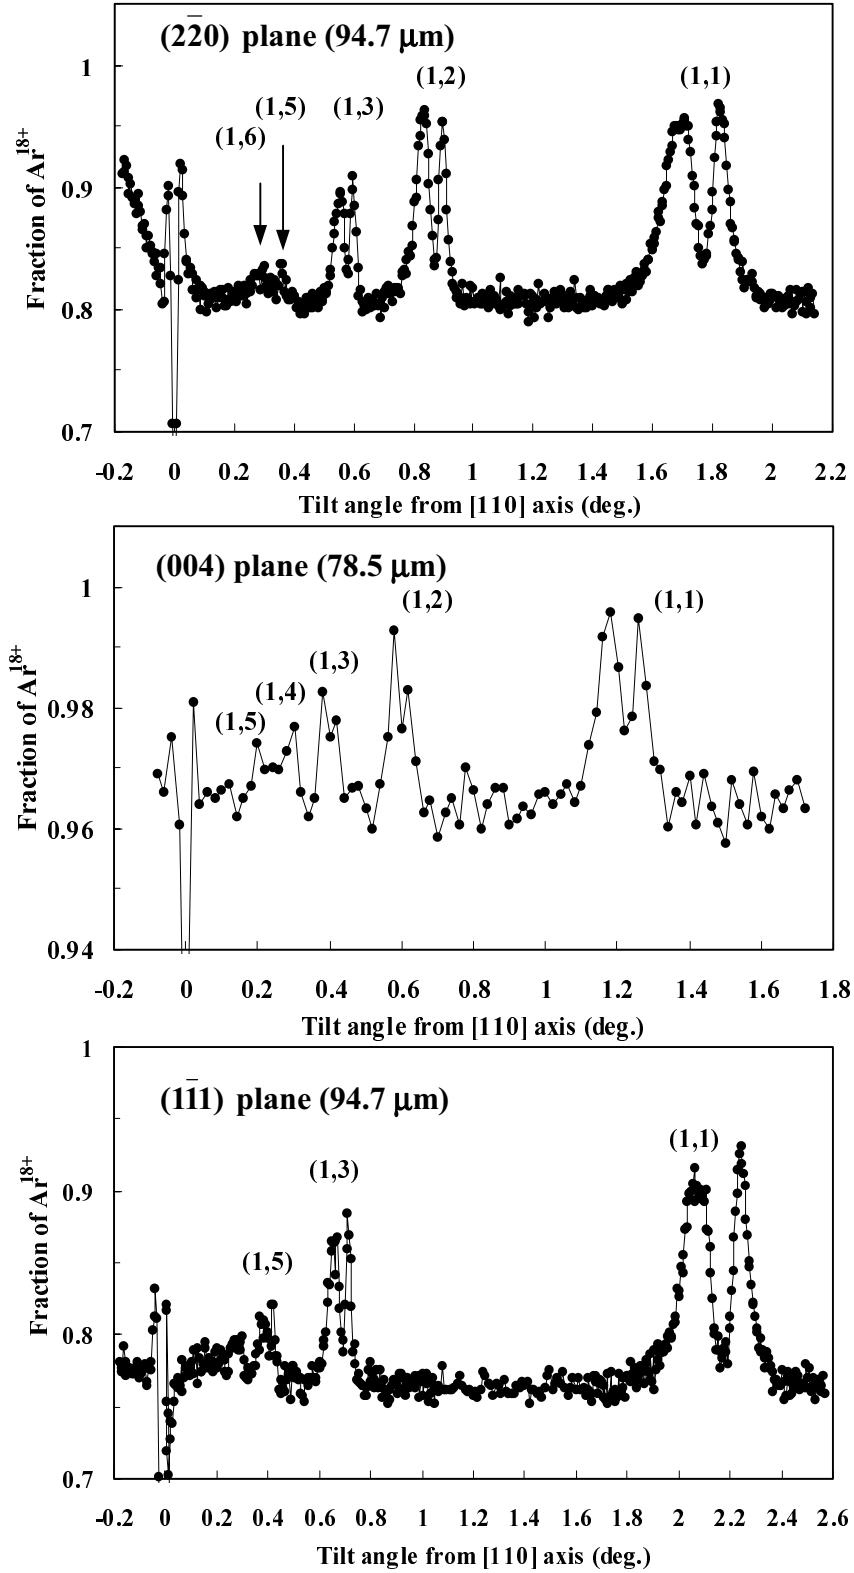 (22̅0) plane (94.7 μm)
(1,1)
(1,2)
(1,3)
(1,5)
(1,6)
1
0.9
0.8
0.7
Fraction of Ar18+
-0.2 0 0.2 0.4 0.6 0.8 1 1.2 1.4 1.6 1.8 2 2.2
Tilt angle from [110] axis (deg.)
(004) plane (78.5 μm)
(1,2)
(1,1)
(1,3)
(1,4)
(1,5)
1
0.98
0.96
0.94
Fraction of Ar18+
-0.2 0 0.2 0.4 0.6 0.8 1 1.2 1.4 1.6 1.8
Tilt angle from [110] axis (deg.)
(11̅1) plane (94.7 μm)
(1,1)
(1,3)
(1,5)
1
0.9
0.8
0.7
Fraction of Ar18+
-0.2 0 0.2 0.4 0.6 0.8 1 1.2 1.4 1.6 1.8 2 2.2 2.4 2.6
Tilt angle from [110] axis (deg.)